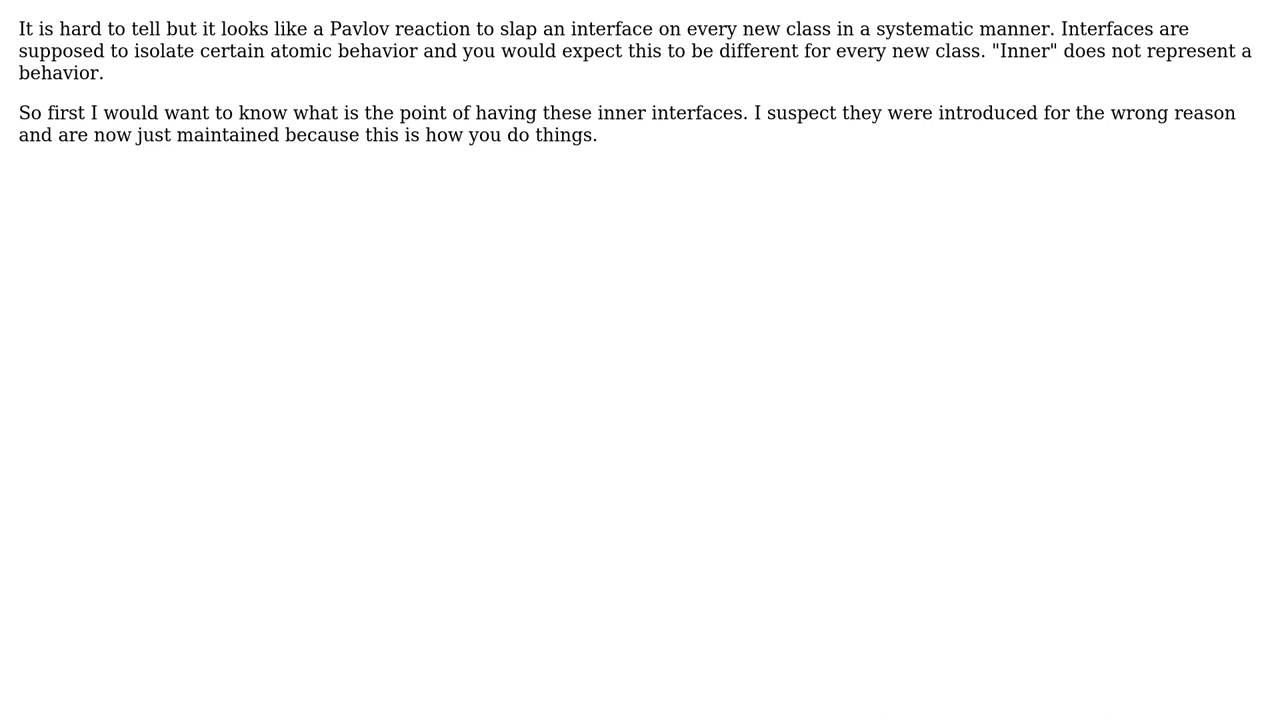 It is hard to tell but it looks like a Pavlov reaction to slap an interface on every new class in a systematic manner. Interfaces are
supposed to isolate certain atomic behavior and you would expect this to be different for every new class. "Inner" does not represent a
behavior.
So first I would want to know what is the point of having these inner interfaces. I suspect they were introduced for the wrong reason
and are now just maintained because this is how you do things.